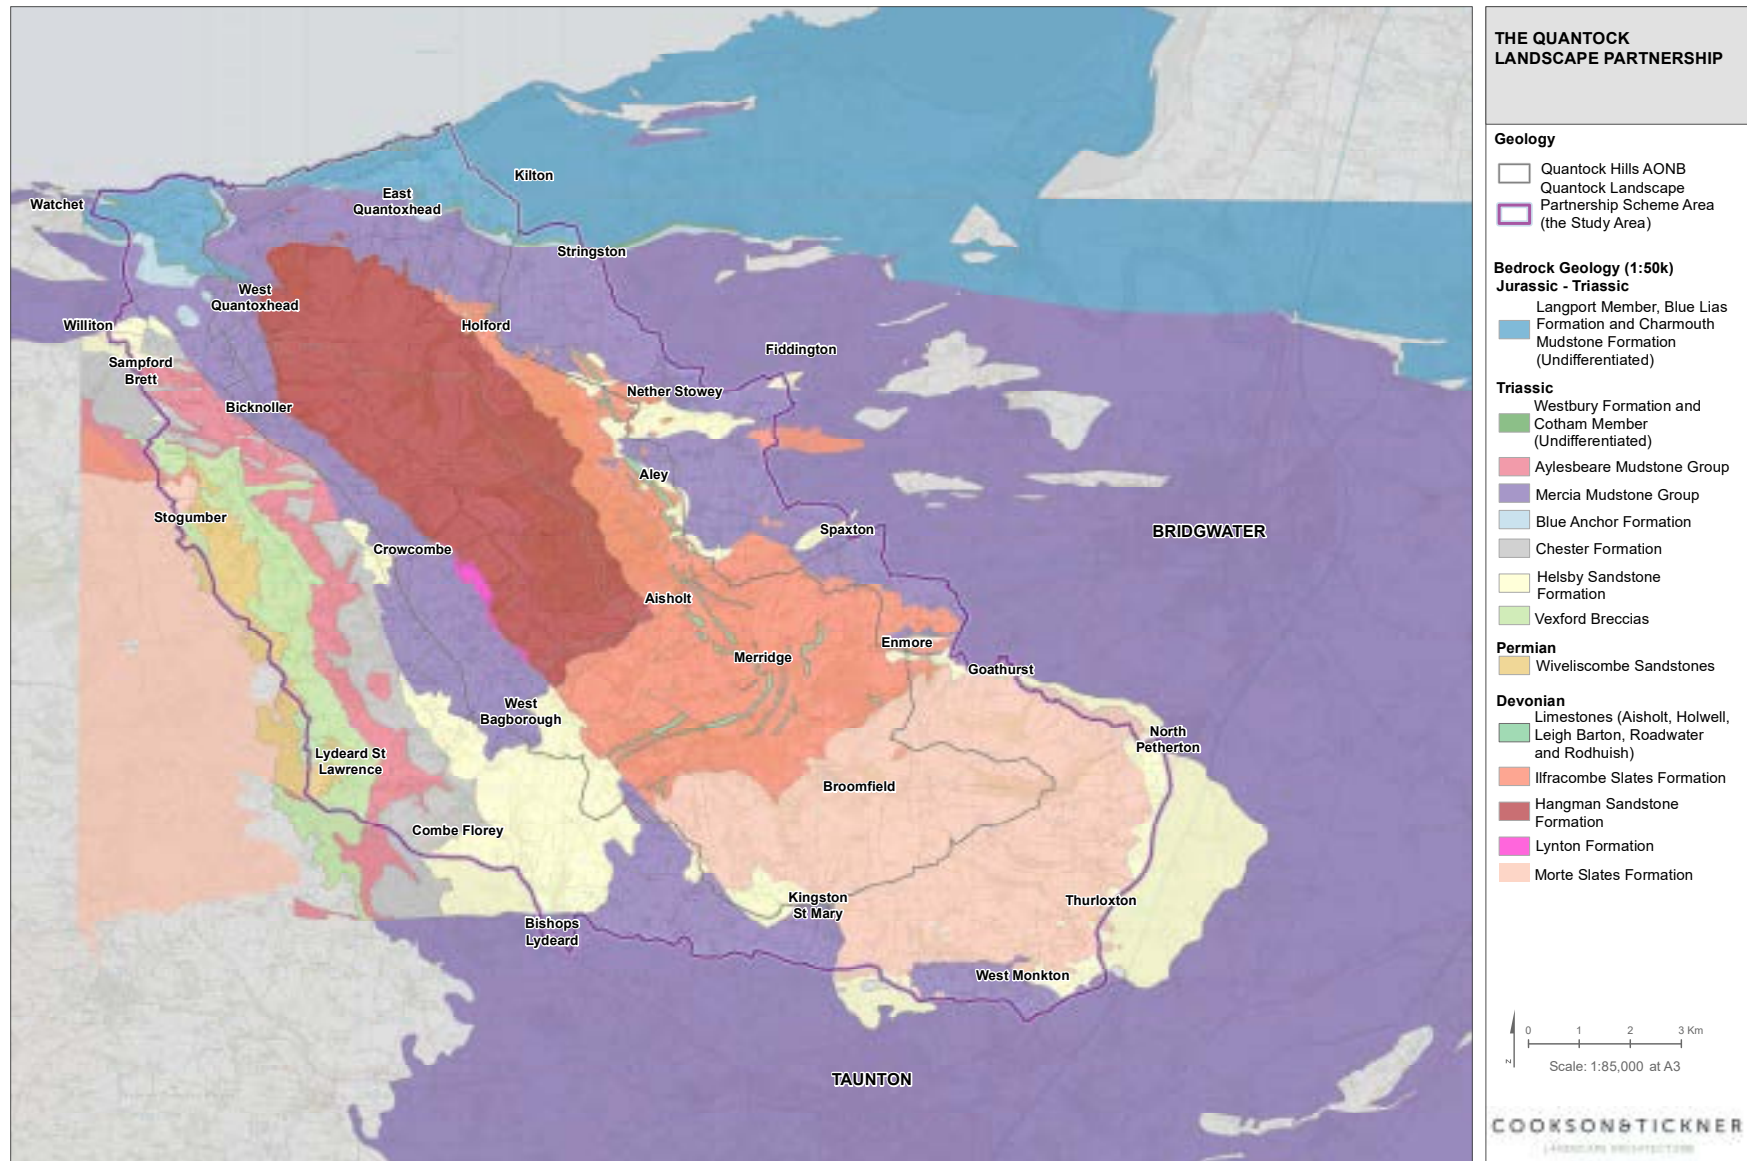 Watchet
East
Quantoxhead
Kilton
Stringston
West
Quantoxhead
Williton
Holford
Sampford
Brett
Fiddington
Nether Stowey
Bicknoller
Aley
Stogumber
Spaxton
BRIDGWATER
Crowcombe
Aisholt
Enmore
Merridge
Goathurst
West
Bagborough
North
Petherton
Lydeard St
Lawrence
Broomfield
Combe Florey
Kingston
St Mary
Thurloxton
Bishops
Lydeard
West Monkton
TAUNTON
THE QUANTOCK
LANDSCAPE PARTNERSHIP
Geology
Quantock Hills AONB
Quantock Landscape
Partnership Scheme Area
(the Study Area)
Bedrock Geology (1:50k)
Jurassic - Triassic
Langport Member, Blue Lias
Formation and Charmouth
Mudstone Formation
(Undifferentiated)
Triassic
Westbury Formation and
Cotham Member
(Undifferentiated)
Aylesbeare Mudstone Group
Mercia Mudstone Group
Blue Anchor Formation
Chester Formation
Helsby Sandstone
Formation
Vexford Breccias
Permian
Wiveliscombe Sandstones
Devonian
Limestones (Aisholt, Holwell,
Leigh Barton, Roadwater
and Rodhuish)
Ilfracombe Slates Formation
Hangman Sandstone
Formation
Lynton Formation
Morte Slates Formation
0 1 2 3 Km
N
Scale: 1:85,000 at A3
COOKSON&TICKNER
LANDSCAPE ARCHITECTURE